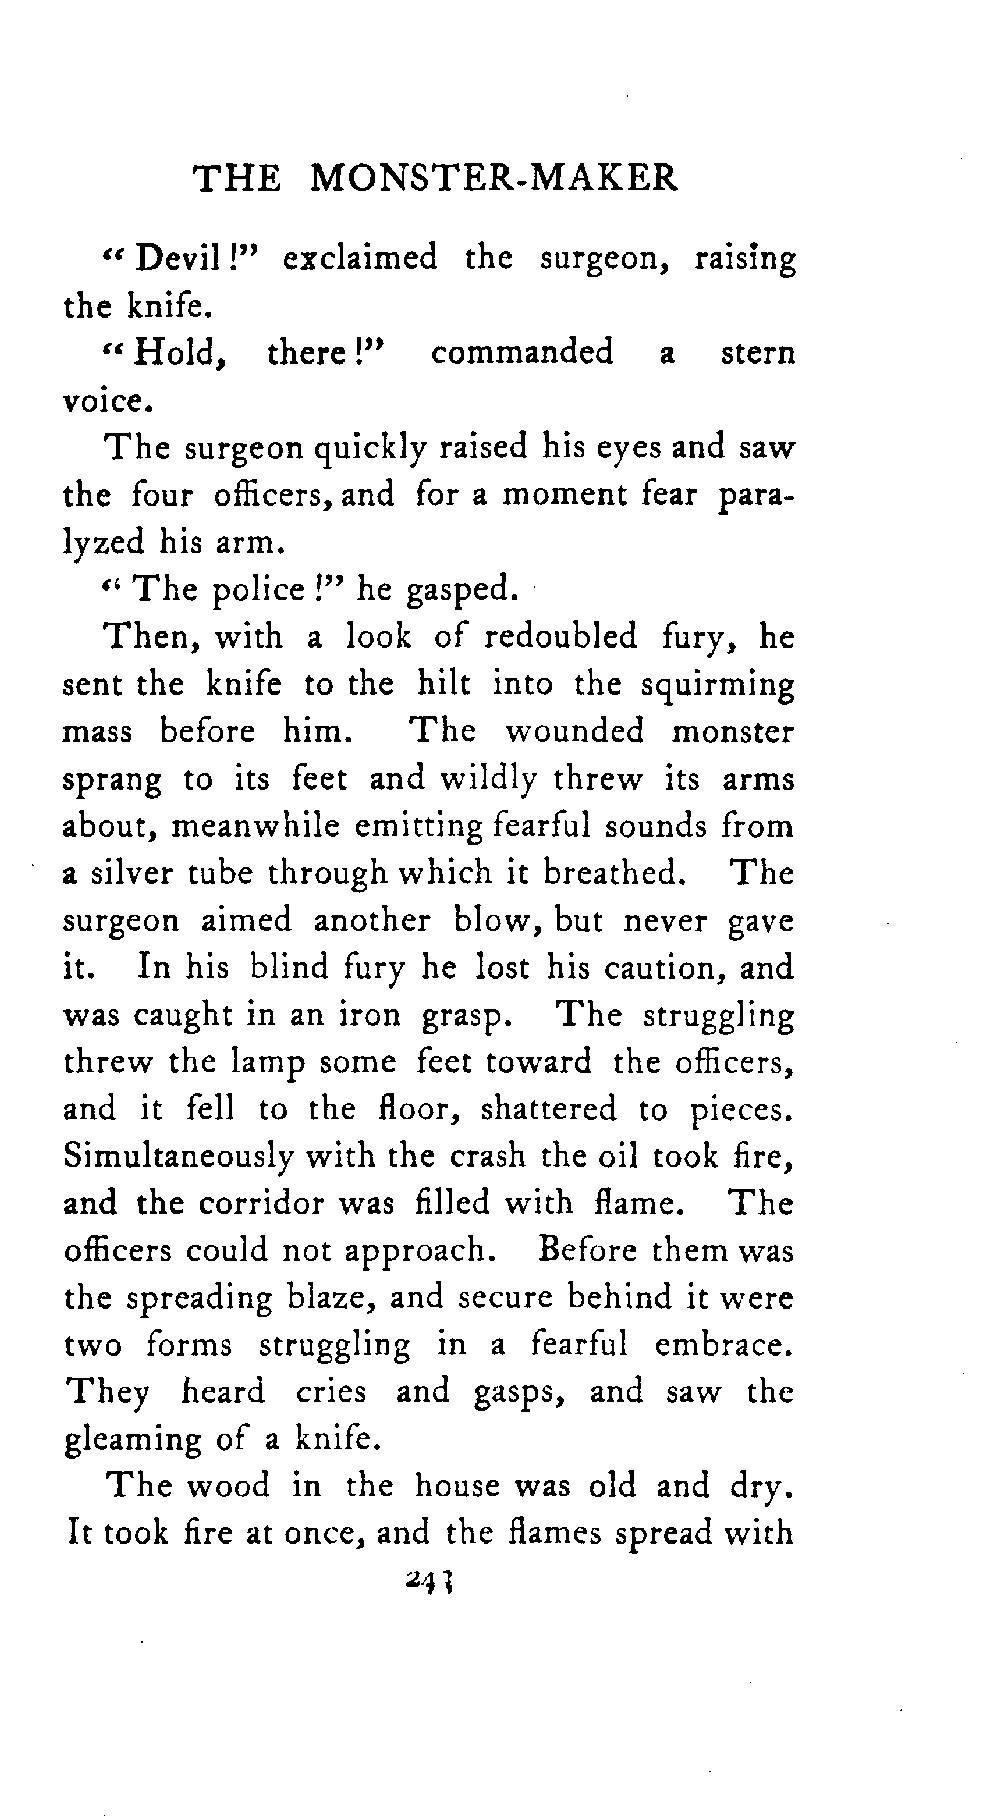 THE MONSTER-MAKER
“ Devil !” exclaimed the surgeon, raising
the knife.
“ Hold, there !” commanded a stern
voice.
The surgeon quickly raised his eyes and saw
the four officers, and for a moment fear para-
lyzed his arm.
“ The police !” he gasped.
Then, with a look of redoubled fury, he
sent the knife to the hilt into the squirming
mass before him. The wounded monster
sprang to its feet and wildly threw its arms
about, meanwhile emitting fearful sounds from
a silver tube through which it breathed. The
surgeon aimed another blow, but never gave
it. In his blind fury he lost his caution, and
was caught in an iron grasp. The struggling
threw the lamp some feet toward the officers,
and it fell to the floor, shattered to pieces.
Simultaneously with the crash the oil took fire,
and the corridor was filled with flame. The
officers could not approach. Before them was
the spreading blaze, and secure behind it were
two forms struggling in a fearful embrace.
They heard cries and gasps, and saw the
gleaming of a knife.
The wood in the house was old and dry.
It took fire at once, and the flames spread with
243